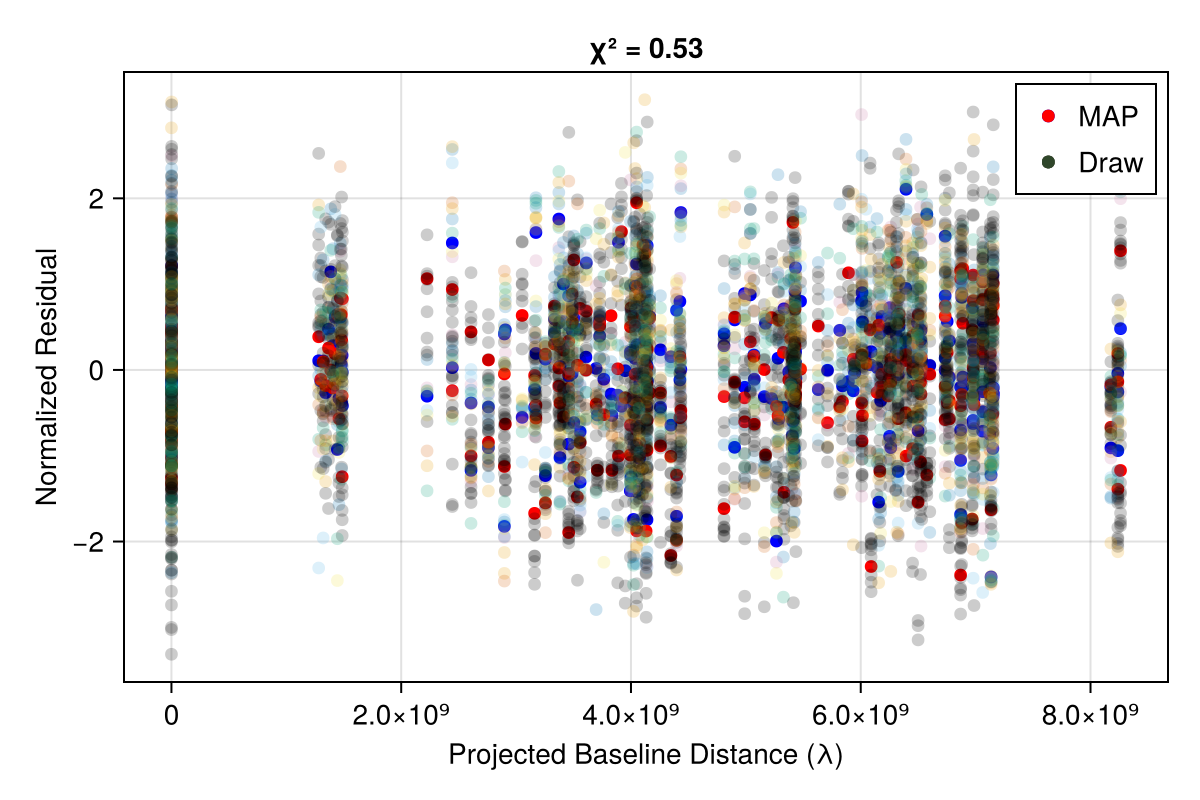 χ² = 0.53
MAP
Draw
Normalized Residual
2
0
−2
0 2.0×10⁹ 4.0×10⁹ 6.0×10⁹ 8.0×10⁹
Projected Baseline Distance (λ)